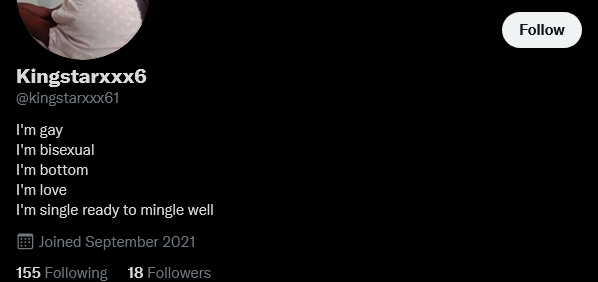 Follow
Kingstarxxx6
@kingstarxxx61
I'm gay
I'm bisexual
I'm bottom
I'm love
I'm single ready to mingle well
Joined September 2021
155 Following 18 Followers